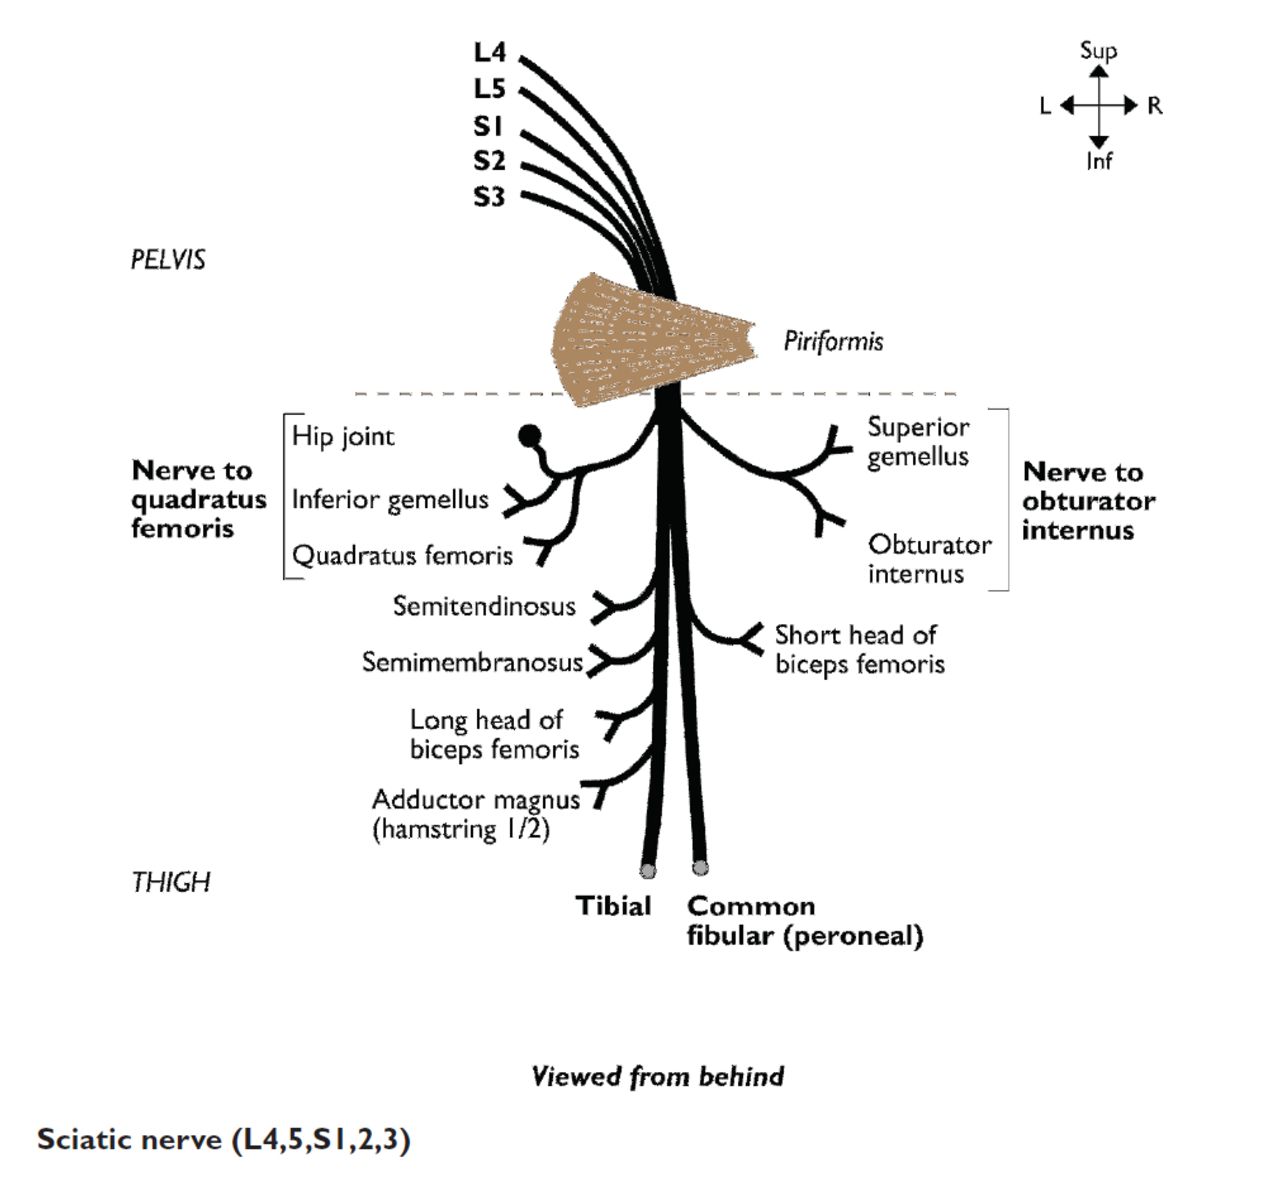 L4
L5
S1
S2
S3
Sup
L R
Inf
PELVIS
Piriformis
Hip joint
Nerve to
quadratus
femoris
Inferior gemellus
Quadratus femoris
Superior
gemellus
Nerve to
obturator
internus
Obturator
internus
Semitendinosus
Semimembranosus
Short head of
biceps femoris
Long head of
biceps femoris
Adductor magnus
(hamstring 1/2)
THIGH
Tibial
Common
fibular (peroneal)
Viewed from behind
Sciatic nerve (L4,5,S1,2,3)